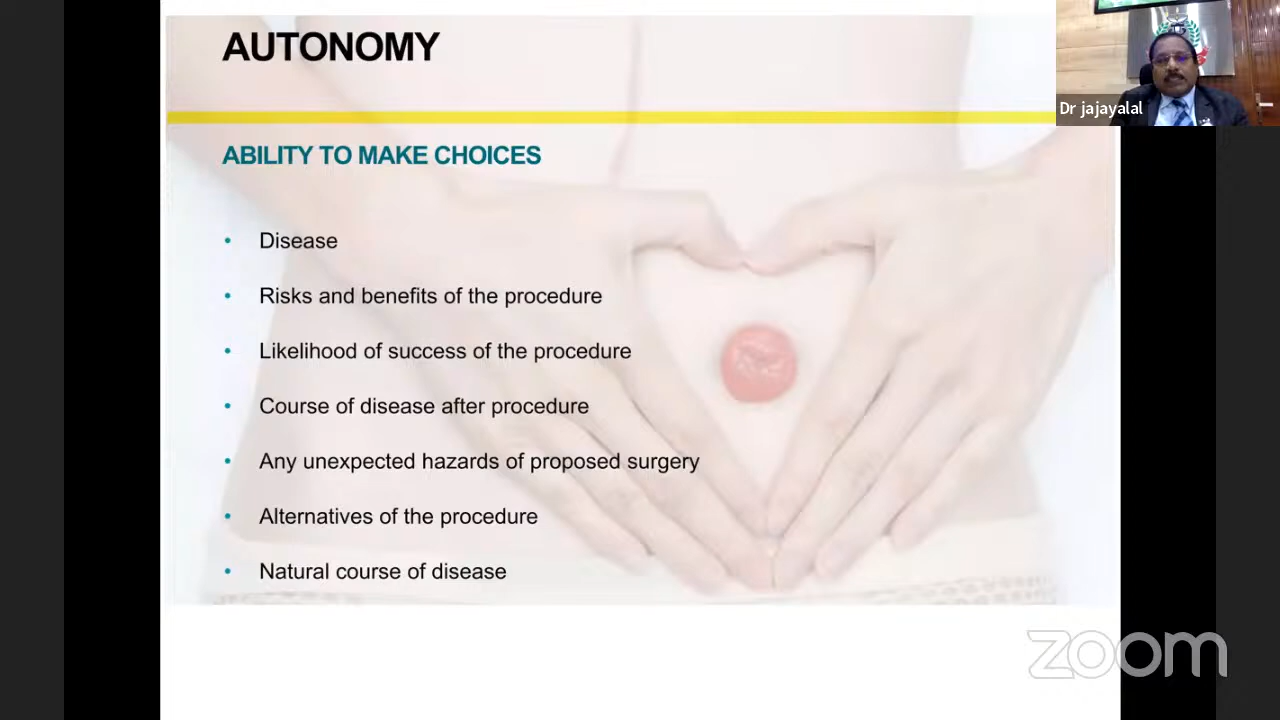 AUTONOMY
Dr jajayalal
ABILITY TO MAKE CHOICES
• Disease
• Risks and benefits of the procedure
• Likelihood of success of the procedure
• Course of disease after procedure
• Any unexpected hazards of proposed surgery
• Alternatives of the procedure
• Natural course of disease
zoom